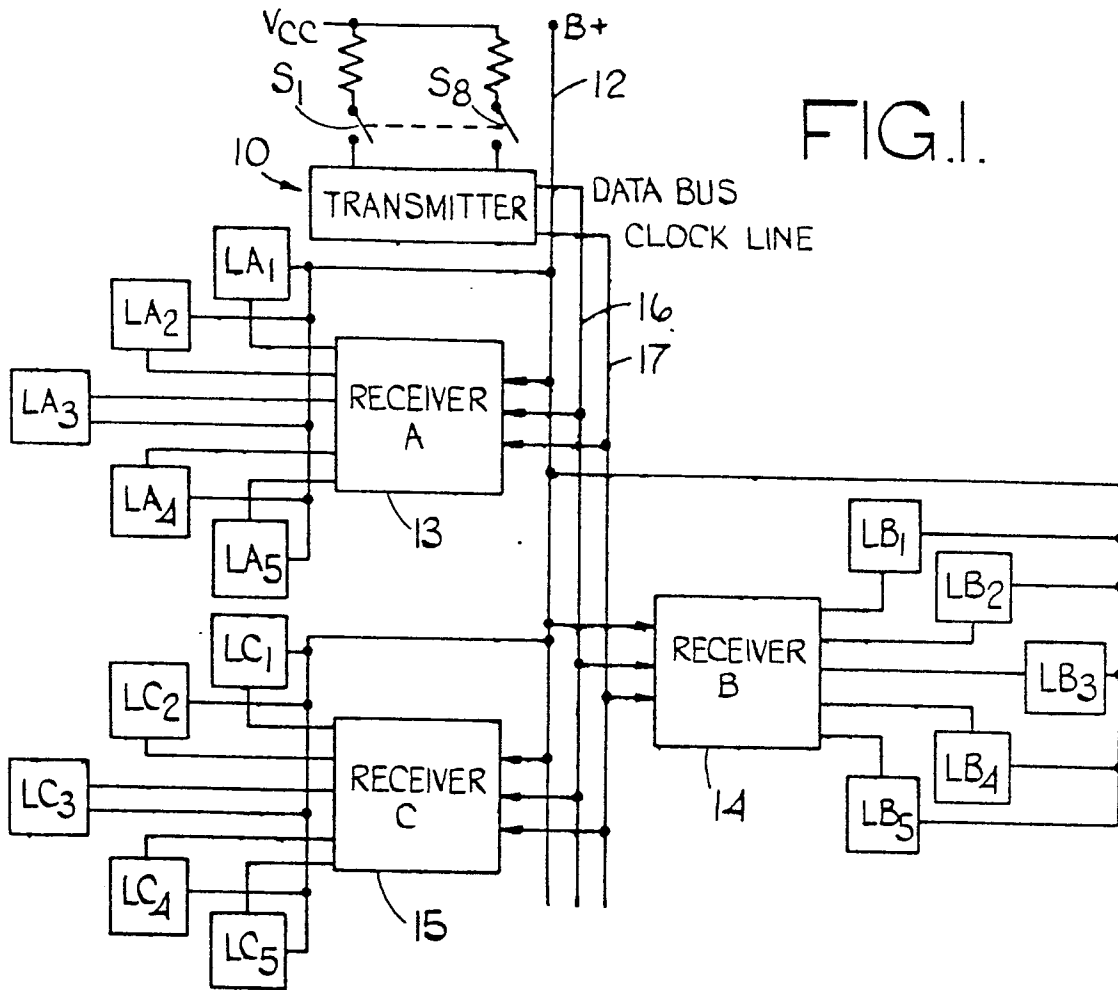 VCC
B+
S1
S8
12
FIG.1.
10
TRANSMITTER
DATA BUS
CLOCK LINE
LA1
LA2
16
17
LA3
RECEIVER
A
LA4
LA5
13
LB1
LB2
LC1
RECEIVER
B
LB3
LC2
LC3
RECEIVER
C
14
LB4
LB5
LC4
LC5
15